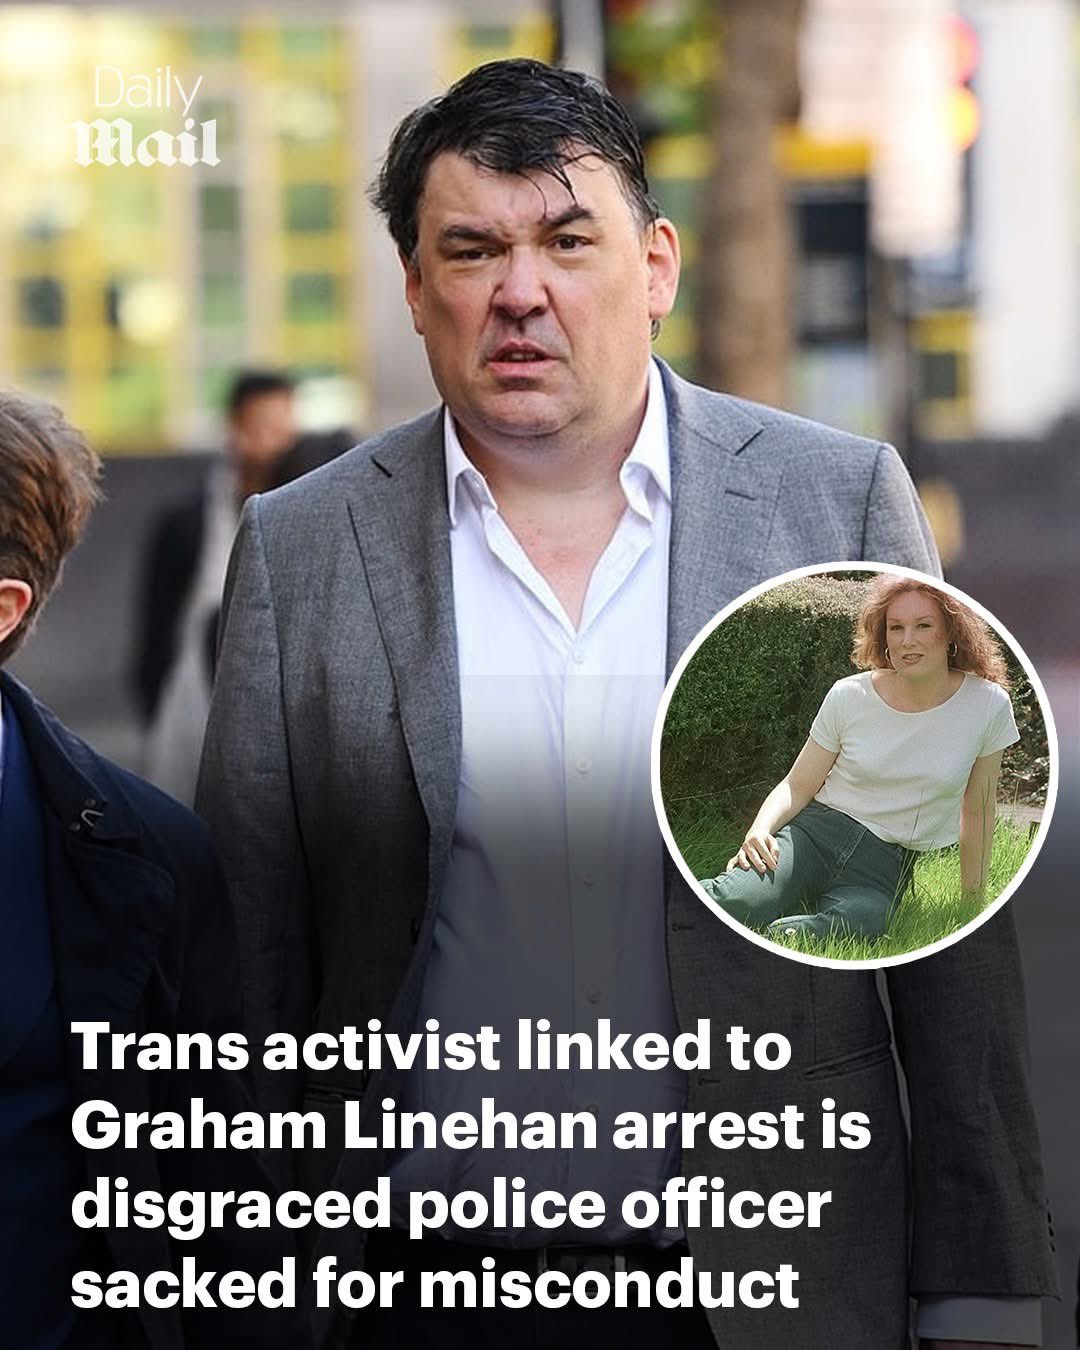 Daily
Mail
Trans activist linked to
Graham Linehan arrest is
disgraced police officer
sacked for misconduct